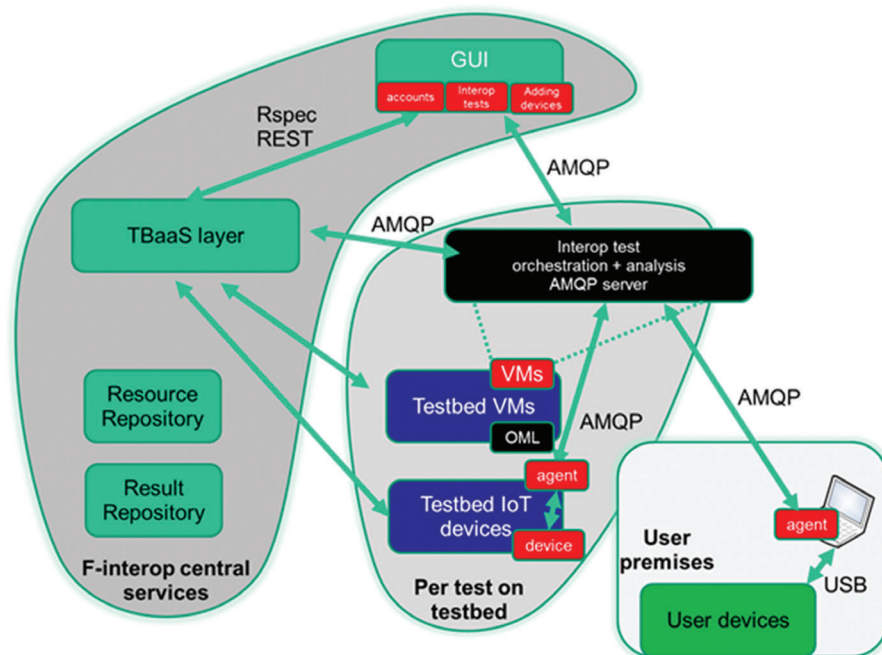 GUI
accounts
Interop
tests
Adding
devices
Rspec
REST
AMQP
TBaaS layer
AMQP
Interop test
orchestration + analysis
AMQP server
VMs
Testbed VMs
OML
AMQP
AMQP
Resource
Repository
agent
Result
Repository
Testbed IoT
devices
device
agent
User
premises
F-interop central
services
Per test on
testbed
USB
User devices